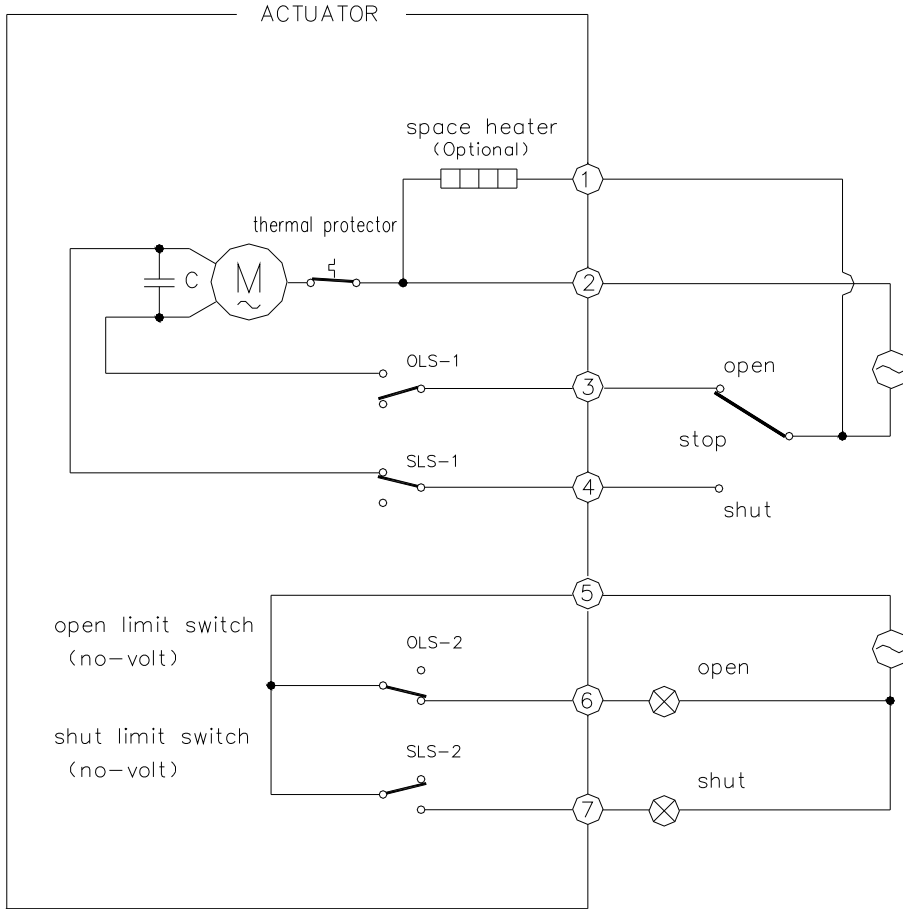 ACTUATOR
space heater
(Optional)
1
thermal protector
C
M
2
OLS-1
open
3
stop
SLS-1
4
shut
5
open limit switch
(no-volt)
OLS-2
open
6
shut limit switch
(no-volt)
SLS-2
shut
7